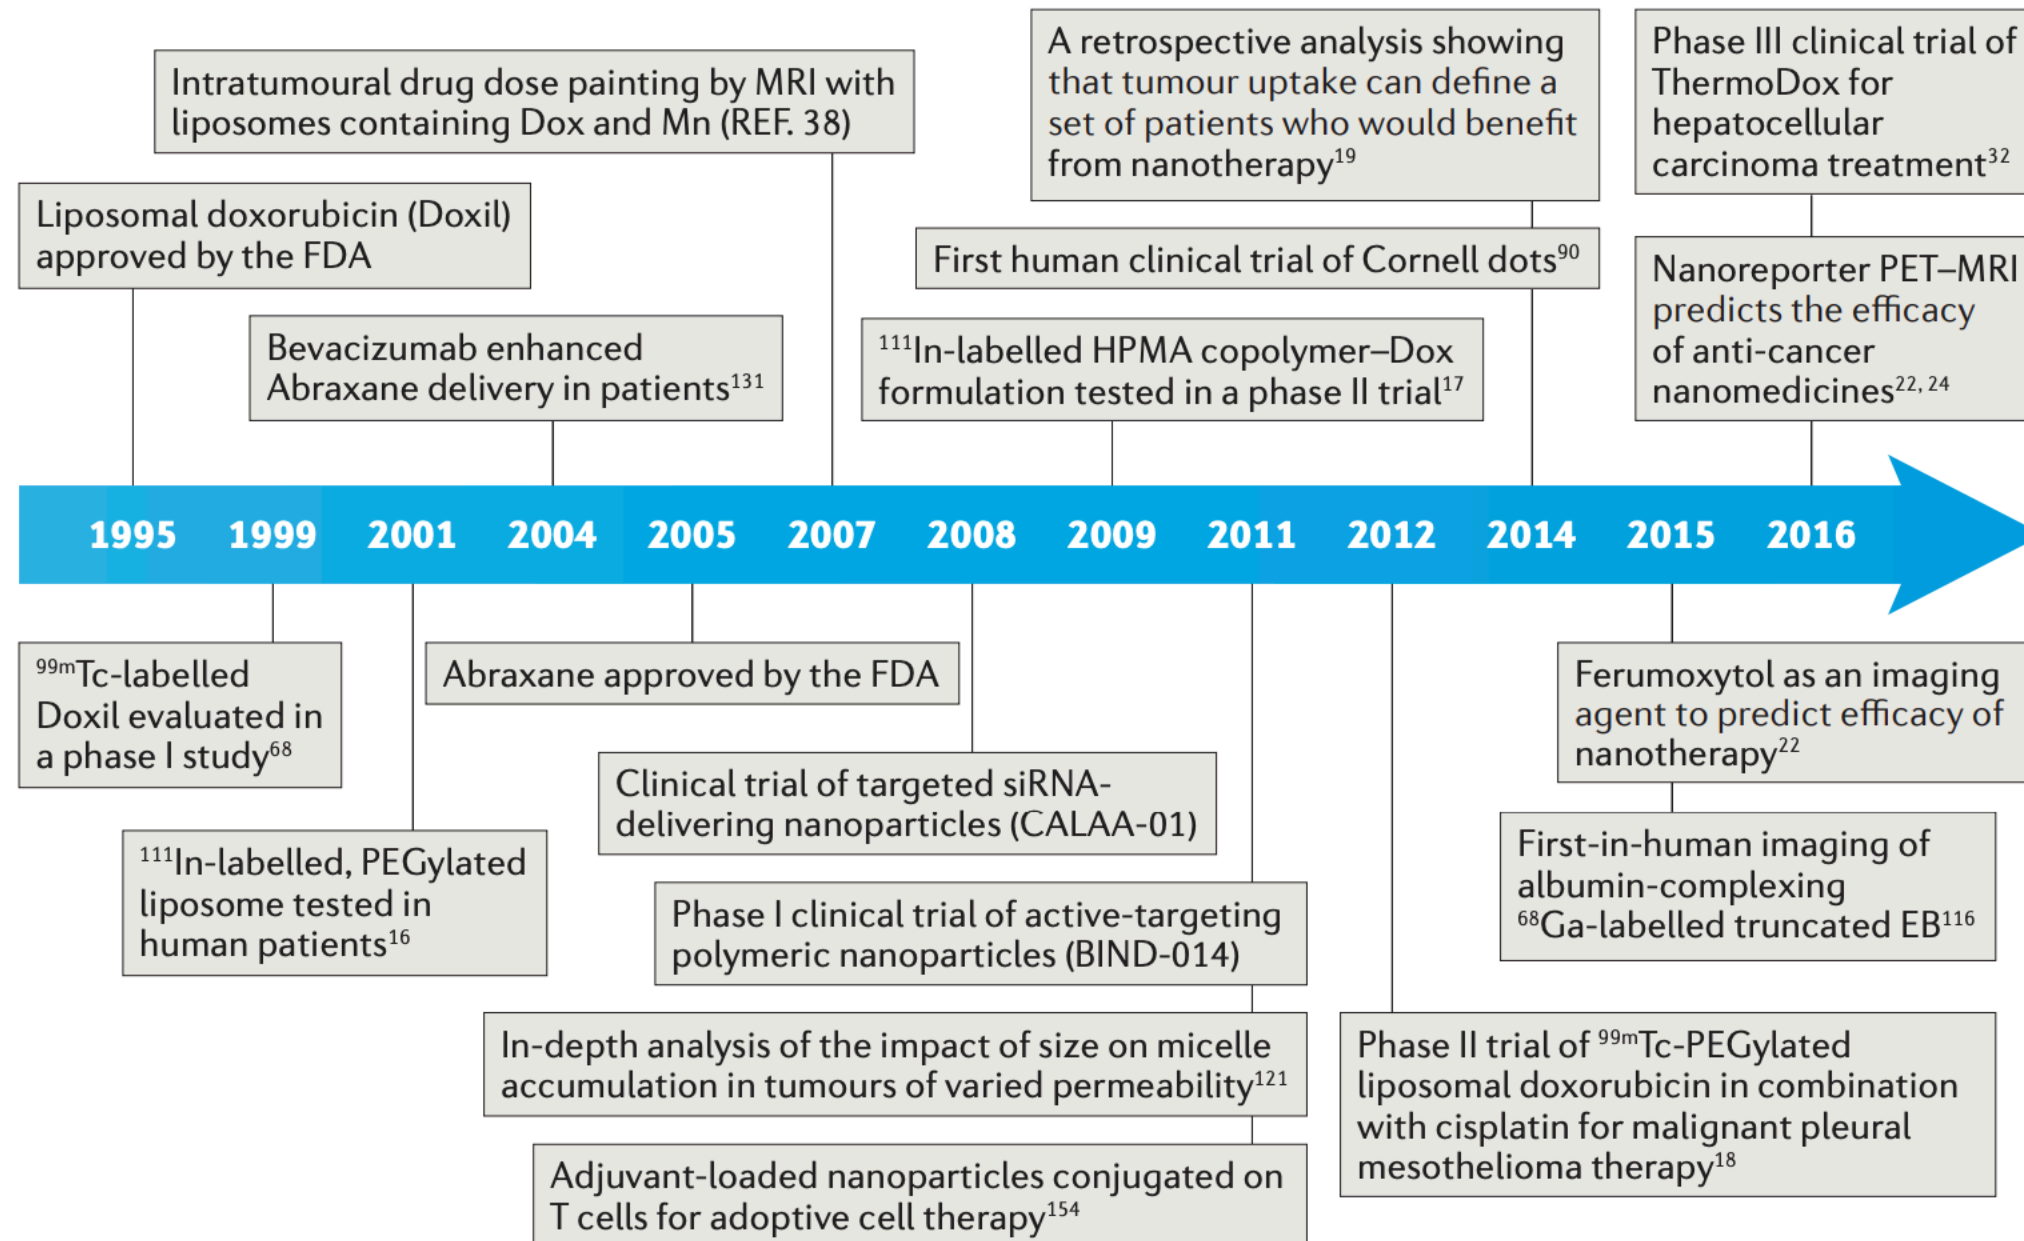 Intratumoural drug dose painting by MRI with
liposomes containing Dox and Mn (REF. 38)
A retrospective analysis showing
that tumour uptake can define a
set of patients who would benefit
from nanotherapy¹⁹
Phase III clinical trial of
ThermoDox for
hepatocellular
carcinoma treatment³²
Liposomal doxorubicin (Doxil)
approved by the FDA
First human clinical trial of Cornell dots⁹⁰
Nanoreporter PET–MRI
predicts the efficacy
of anti-cancer
nanomedicines²²,²⁴
Bevacizumab enhanced
Abraxane delivery in patients¹³¹
¹¹¹In-labelled HPMA copolymer–Dox
formulation tested in a phase II trial¹⁷
1995 1999 2001 2004 2005 2007 2008 2009 2011 2012 2014 2015 2016
⁹⁹ᵐTc-labelled
Doxil evaluated in
a phase I study⁶⁸
Abraxane approved by the FDA
Ferumoxytol as an imaging
agent to predict efficacy of
nanotherapy²²
Clinical trial of targeted siRNA-
delivering nanoparticles (CALAA-01)
¹¹¹In-labelled, PEGylated
liposome tested in
human patients¹⁶
First-in-human imaging of
albumin-complexing
⁶⁸Ga-labelled truncated EB¹¹⁶
Phase I clinical trial of active-targeting
polymeric nanoparticles (BIND-014)
In-depth analysis of the impact of size on micelle
accumulation in tumours of varied permeability¹²¹
Phase II trial of ⁹⁹ᵐTc-PEGylated
liposomal doxorubicin in combination
with cisplatin for malignant pleural
mesothelioma therapy¹⁸
Adjuvant-loaded nanoparticles conjugated on
T cells for adoptive cell therapy¹⁵⁴